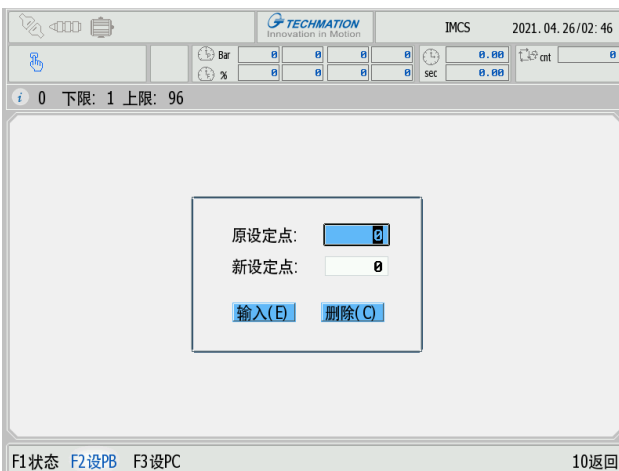 TECHMATION
Innovation in Motion
IMCS
2021.04.26/02:46
Bar 0 0 0 0 0.00 cnt 0
% 0 0 0 0 sec 0.00
i 0 下限: 1 上限: 96
原设定点: 0
新设定点: 0
输入(E) 删除(C)
F1状态 F2设PB F3设PC 10返回